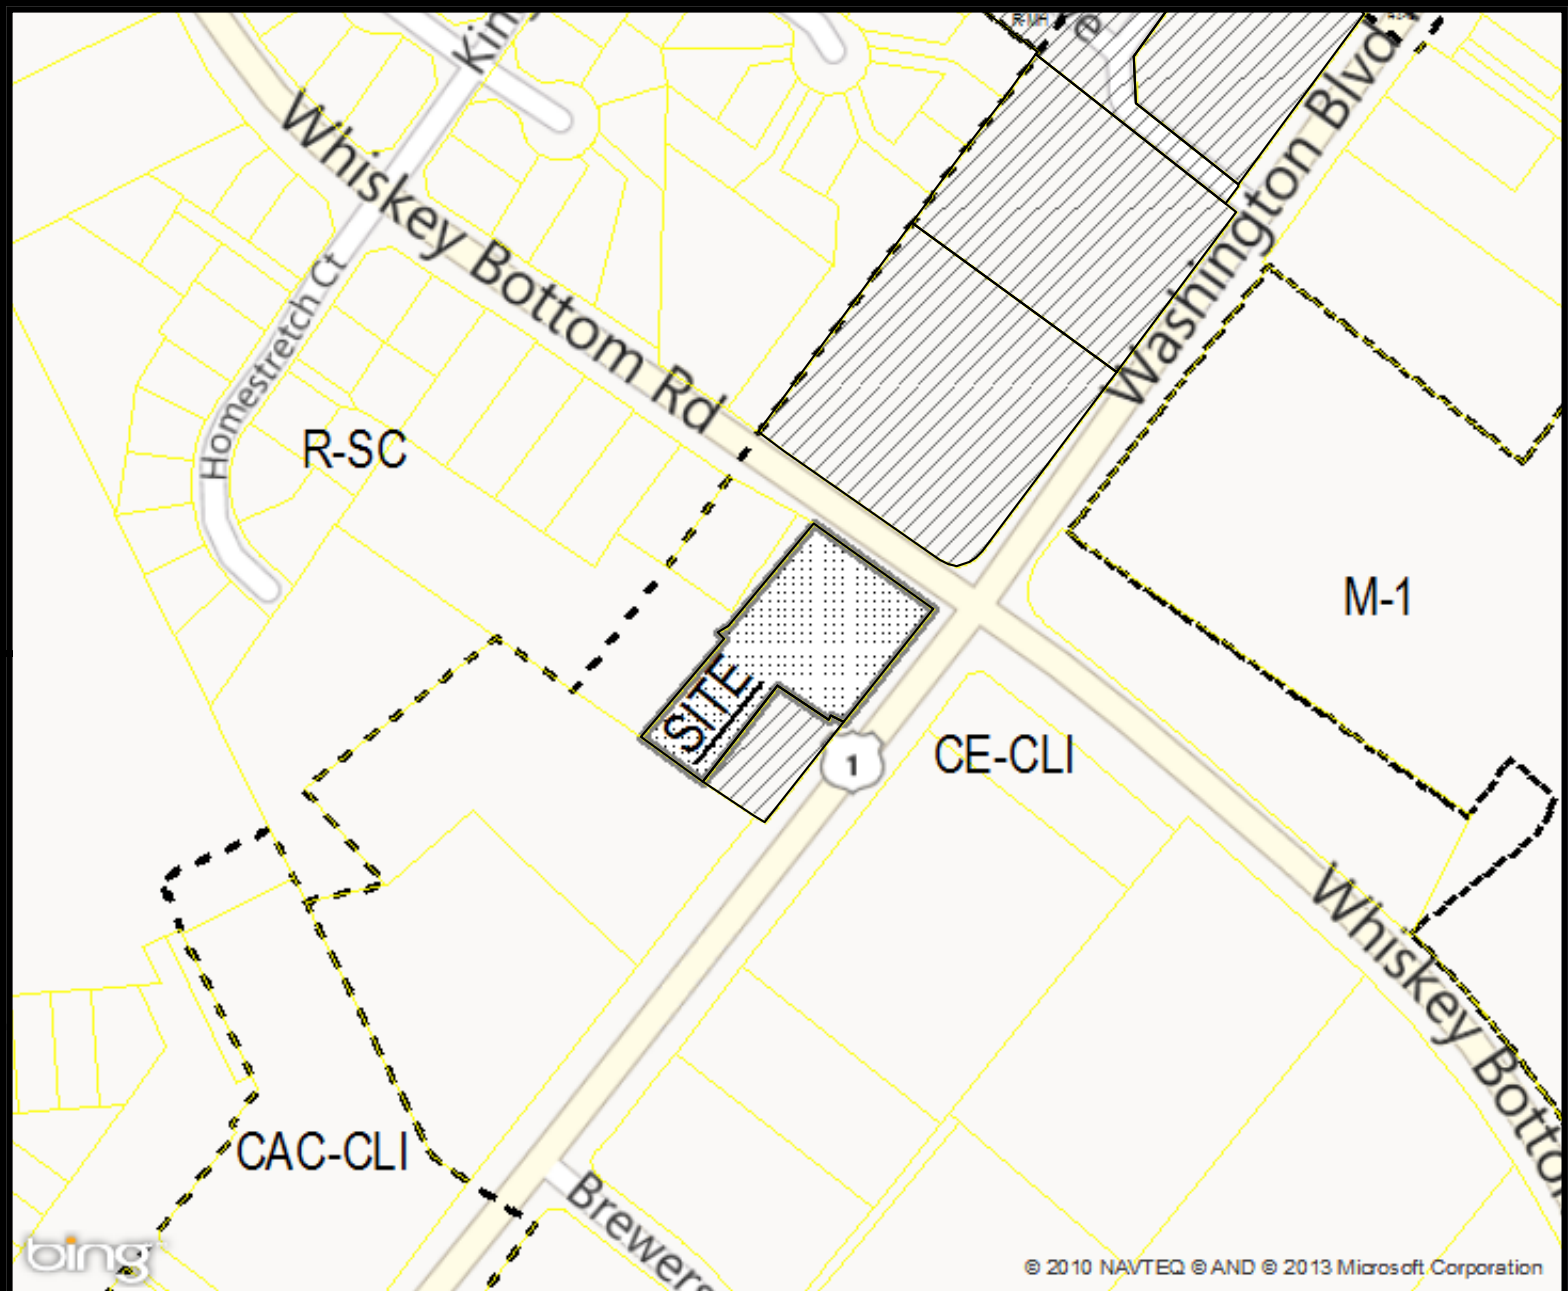 R-MH
Washington Blvd
Whiskey Bottom Rd
Homestretch Ct
R-SC
M-1
SITE
1
CE-CLI
CAC-CLI
Whiskey Botto
Brewers
bing
© 2010 NAVTEQ © AND © 2013 Microsoft Corporation